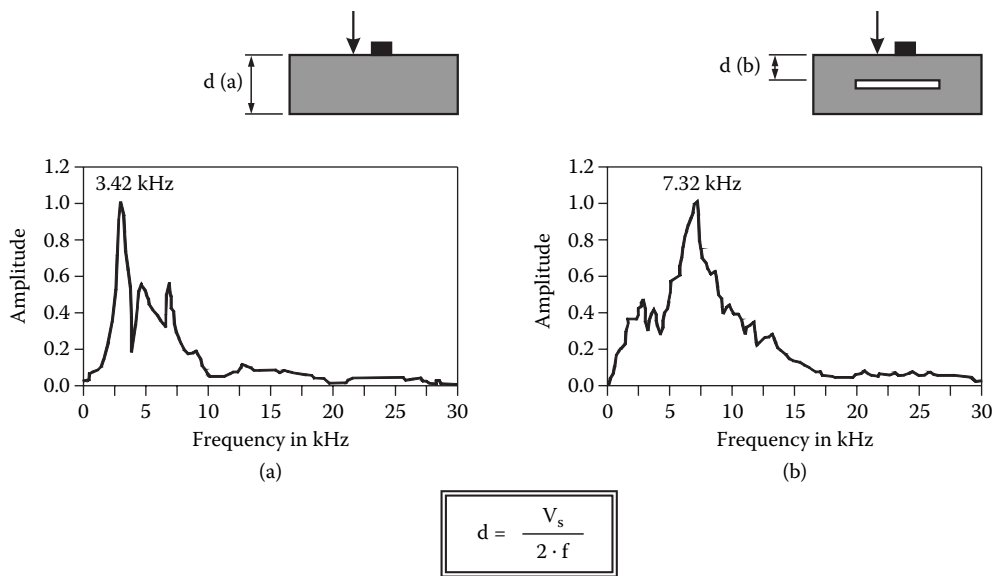 d (a)
d (b)
1.2
1.0
0.8
0.6
0.4
0.2
0.0
Amplitude
3.42 kHz
0 5 10 15 20 25 30
Frequency in kHz
(a)
1.2
1.0
0.8
0.6
0.4
0.2
0.0
Amplitude
7.32 kHz
0 5 10 15 20 25 30
Frequency in kHz
(b)
d = V_s / 2 · f